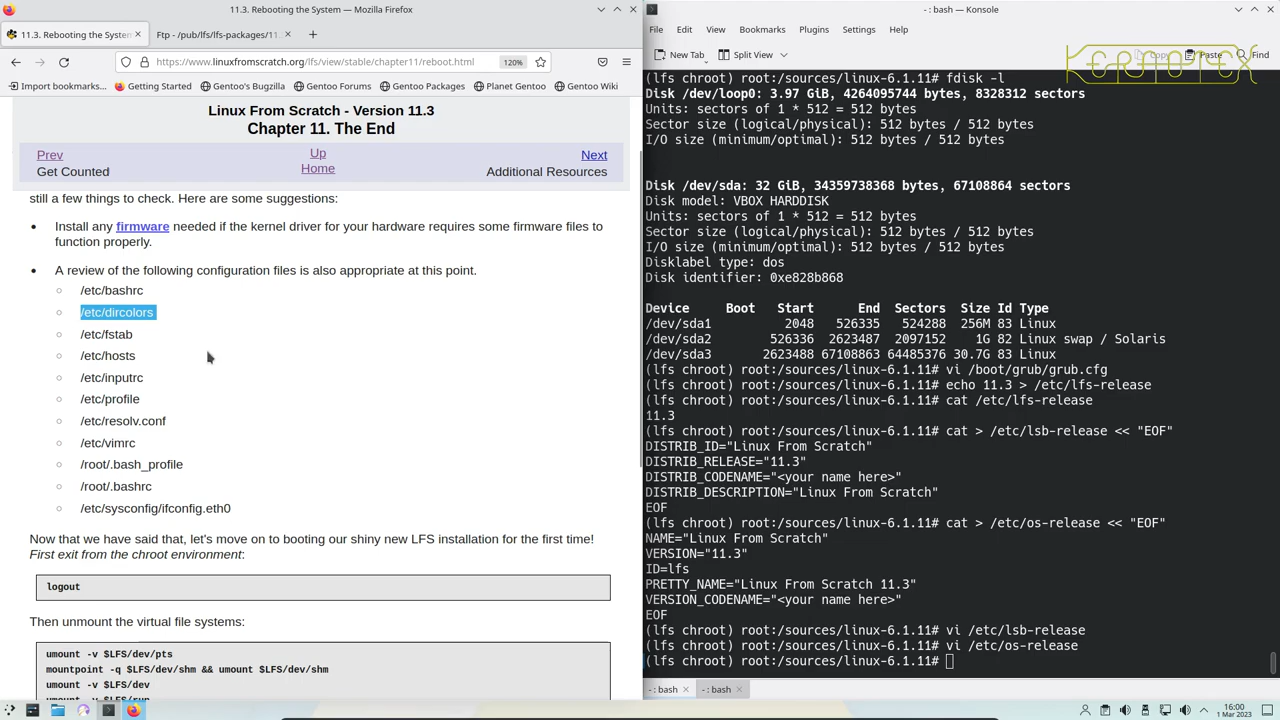 11.3. Rebooting the System — Mozilla Firefox
11.3. Rebooting the System
Ftp - /pub/lfs/lfs-packages/11.
https://www.linuxfromscratch.org/lfs/view/stable/chapter11/reboot.html
120%
Import bookmarks...
Getting Started
Gentoo's Bugzilla
Gentoo Forums
Gentoo Packages
Planet Gentoo
Gentoo Wiki
Linux From Scratch - Version 11.3
Chapter 11. The End
Prev
Up
Next
Get Counted
Home
Additional Resources
still a few things to check. Here are some suggestions:
Install any firmware needed if the kernel driver for your hardware requires some firmware files to
function properly.
A review of the following configuration files is also appropriate at this point.
/etc/bashrc
/etc/dircolors
/etc/fstab
/etc/hosts
/etc/inputrc
/etc/profile
/etc/resolv.conf
/etc/vimrc
/root/.bash_profile
/root/.bashrc
/etc/sysconfig/ifconfig.eth0
Now that we have said that, let's move on to booting our shiny new LFS installation for the first time!
First exit from the chroot environment:
logout
Then unmount the virtual file systems:
umount -v $LFS/dev/pts
mountpoint -q $LFS/dev/shm && umount $LFS/dev/shm
umount -v $LFS/dev
umount -v $LFS/run
- : bash — Konsole
File Edit View Bookmarks Plugins Settings Help
New Tab
Split View
Copy
Paste
Find
KERNOTEX
(lfs chroot) root:/sources/linux-6.1.11# fdisk -l
Disk /dev/loop0: 3.97 GiB, 4264095744 bytes, 8328312 sectors
Units: sectors of 1 * 512 = 512 bytes
Sector size (logical/physical): 512 bytes / 512 bytes
I/O size (minimum/optimal): 512 bytes / 512 bytes
Disk /dev/sda: 32 GiB, 34359738368 bytes, 67108864 sectors
Disk model: VBOX HARDDISK
Units: sectors of 1 * 512 = 512 bytes
Sector size (logical/physical): 512 bytes / 512 bytes
I/O size (minimum/optimal): 512 bytes / 512 bytes
Disklabel type: dos
Disk identifier: 0xe828b868
Device Boot Start End Sectors Size Id Type
/dev/sda1 2048 526335 524288 256M 83 Linux
/dev/sda2 526336 2623487 2097152 1G 82 Linux swap / Solaris
/dev/sda3 2623488 67108863 64485376 30.7G 83 Linux
(lfs chroot) root:/sources/linux-6.1.11# vi /boot/grub/grub.cfg
(lfs chroot) root:/sources/linux-6.1.11# echo 11.3 > /etc/lfs-release
(lfs chroot) root:/sources/linux-6.1.11# cat /etc/lfs-release
11.3
(lfs chroot) root:/sources/linux-6.1.11# cat > /etc/lsb-release << "EOF"
DISTRIB_ID="Linux From Scratch"
DISTRIB_RELEASE="11.3"
DISTRIB_CODENAME="<your name here>"
DISTRIB_DESCRIPTION="Linux From Scratch"
EOF
(lfs chroot) root:/sources/linux-6.1.11# cat > /etc/os-release << "EOF"
NAME="Linux From Scratch"
VERSION="11.3"
ID=lfs
PRETTY_NAME="Linux From Scratch 11.3"
VERSION_CODENAME="<your name here>"
EOF
(lfs chroot) root:/sources/linux-6.1.11# vi /etc/lsb-release
(lfs chroot) root:/sources/linux-6.1.11# vi /etc/os-release
(lfs chroot) root:/sources/linux-6.1.11#
- : bash
- : bash
16:00
1 Mar 2023